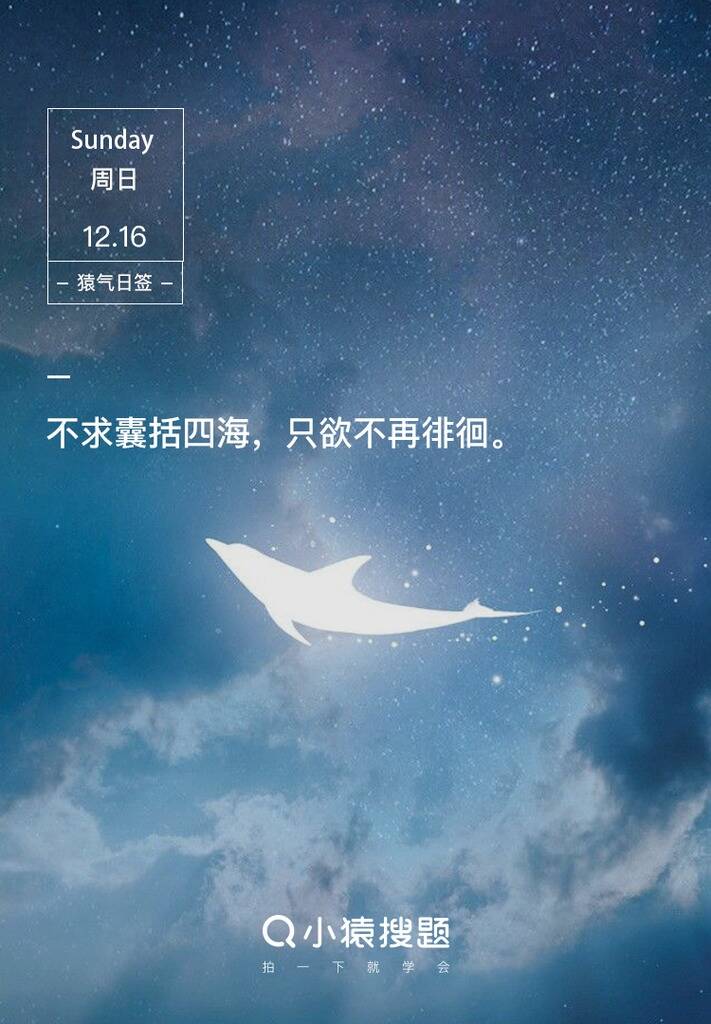 Sunday
周日
12.16
– 猿气日签 –
不求囊括四海，只欲不再徘徊。
小猿搜题
拍一下就学会